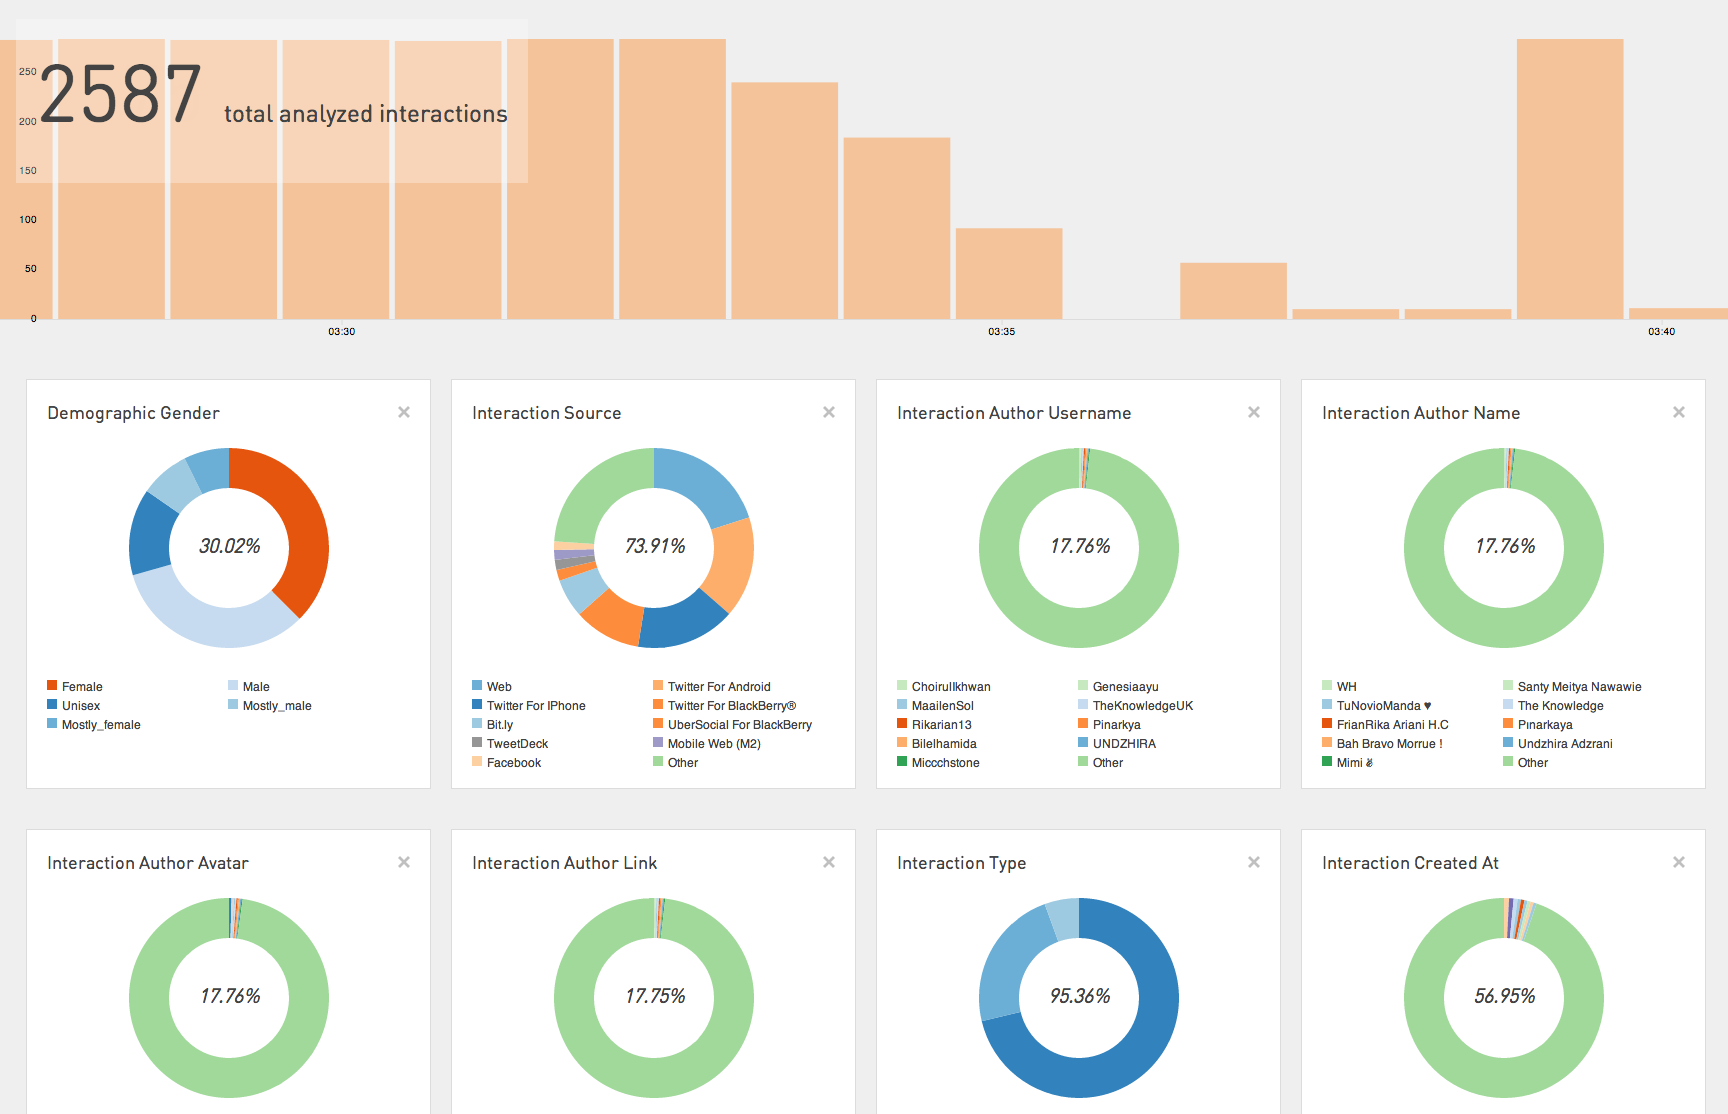 250
2587 total analyzed interactions
200
150
100
50
0
03:30 03:35 03:40
Demographic Gender ×
30.02%
Female Male
Unisex Mostly_male
Mostly_female
Interaction Source ×
73.91%
Web Twitter For Android
Twitter For IPhone Twitter For BlackBerry®
Bit.ly UberSocial For BlackBerry
TweetDeck Mobile Web (M2)
Facebook Other
Interaction Author Username ×
17.76%
ChoirulIkhwan Genesiaayu
MaailenSol TheKnowledgeUK
Rikarian13 Pinarkya
Bilelhamida UNDZHIRA
Miccchstone Other
Interaction Author Name ×
17.76%
WH Santy Meitya Nawawie
TuNovioManda ♥ The Knowledge
FrianRika Ariani H.C Pınarkaya
Bah Bravo Morrue ! Undzhira Adzrani
Mimi ✌ Other
Interaction Author Avatar ×
17.76%
Interaction Author Link ×
17.75%
Interaction Type ×
95.36%
Interaction Created At ×
56.95%